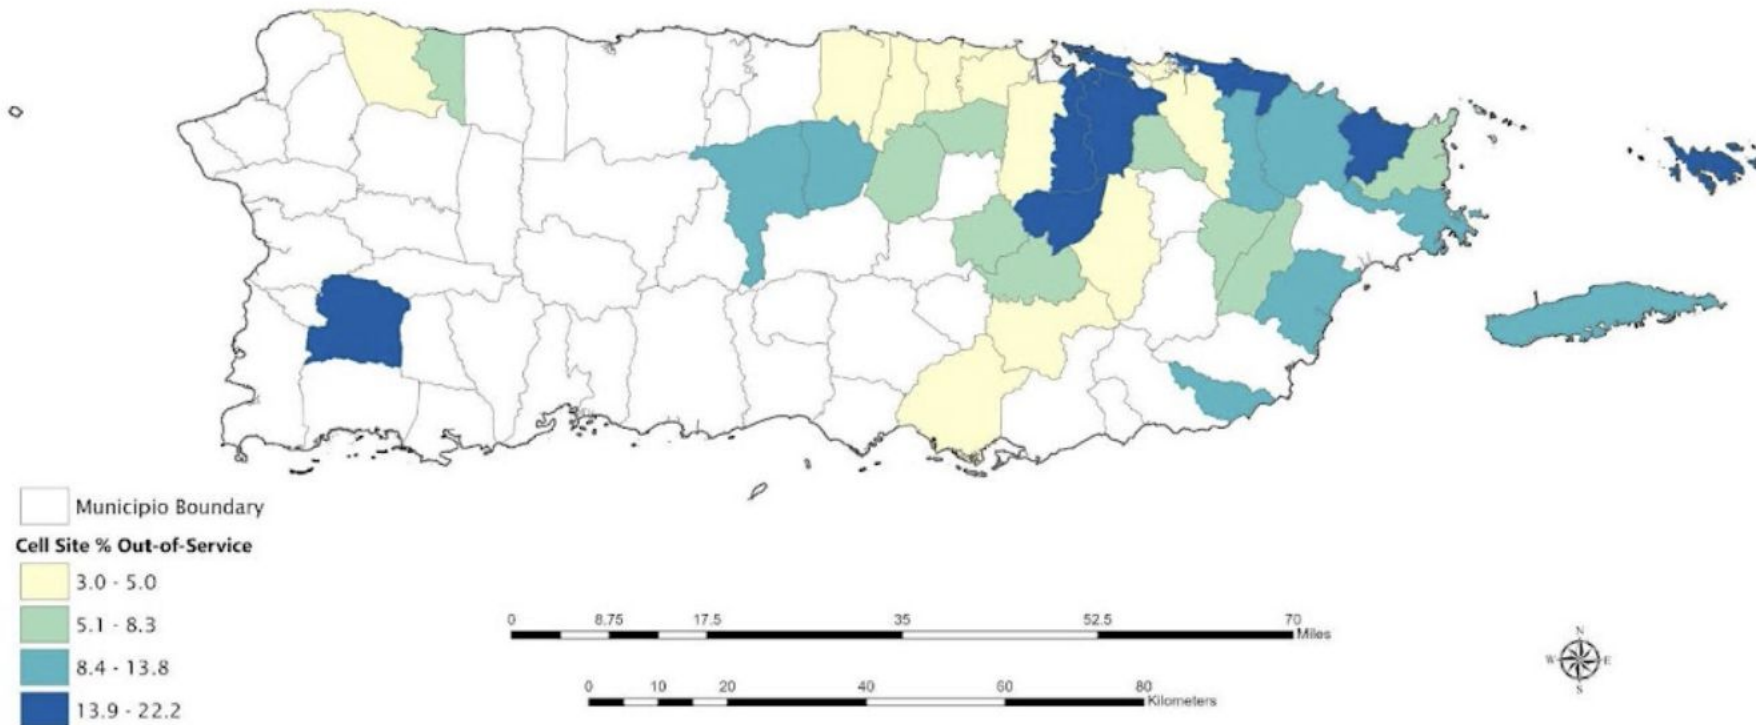 Municipio Boundary
Cell Site % Out-of-Service
3.0 - 5.0
5.1 - 8.3
8.4 - 13.8
13.9 - 22.2
0 8.75 17.5 35 52.5 70
Miles
0 10 20 40 60 80
Kilometers
N
W E
S